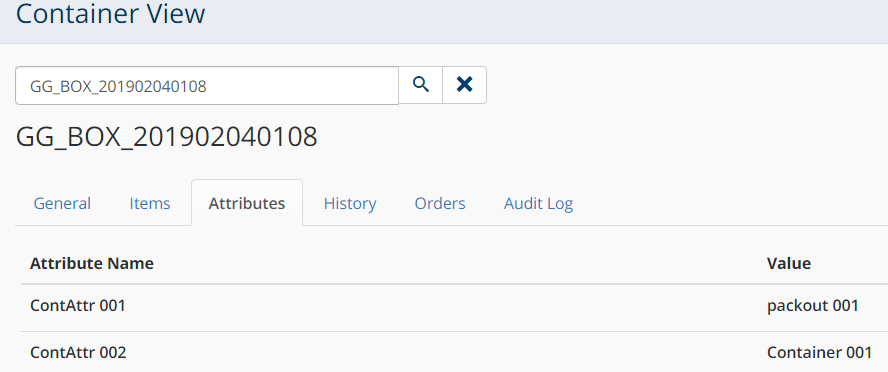 Container View
GG_BOX_201902040108
GG_BOX_201902040108
General Items Attributes History Orders Audit Log
Attribute Name Value
ContAttr 001 packout 001
ContAttr 002 Container 001